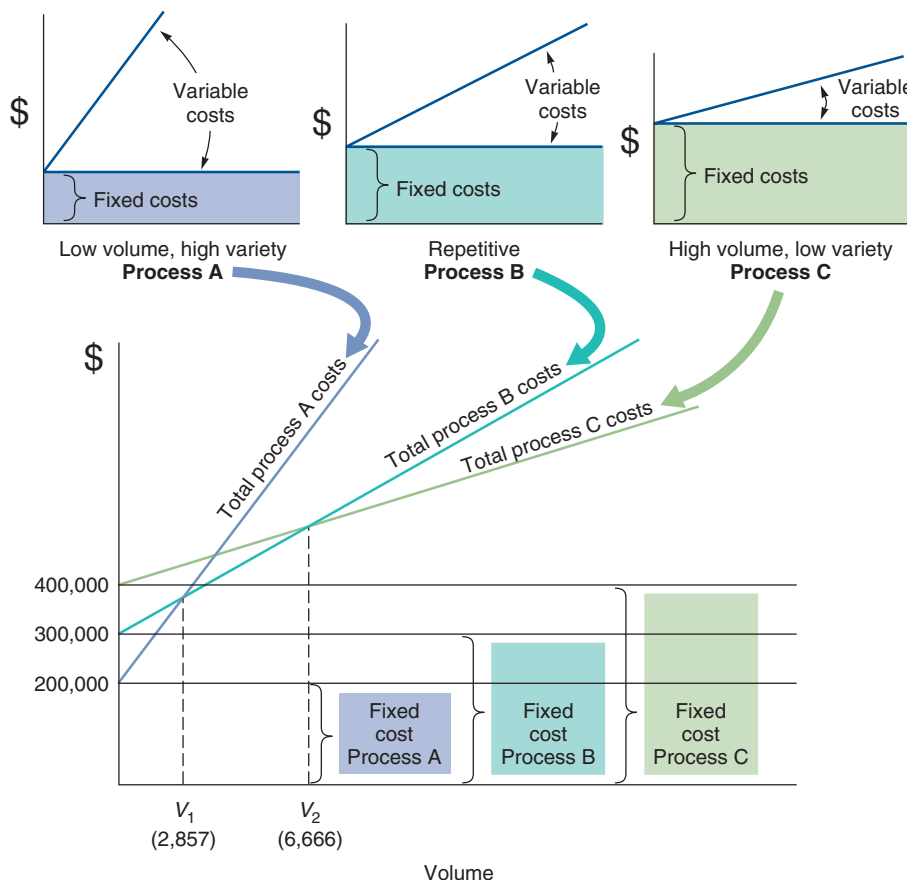 $
Variable
costs
Fixed costs
Low volume, high variety
Process A
$
Variable
costs
Fixed costs
Repetitive
Process B
$
Variable
costs
Fixed costs
High volume, low variety
Process C
$
Total process A costs
Total process B costs
Total process C costs
400,000
300,000
200,000
Fixed
cost
Process A
Fixed
cost
Process B
Fixed
cost
Process C
V1
(2,857)
V2
(6,666)
Volume